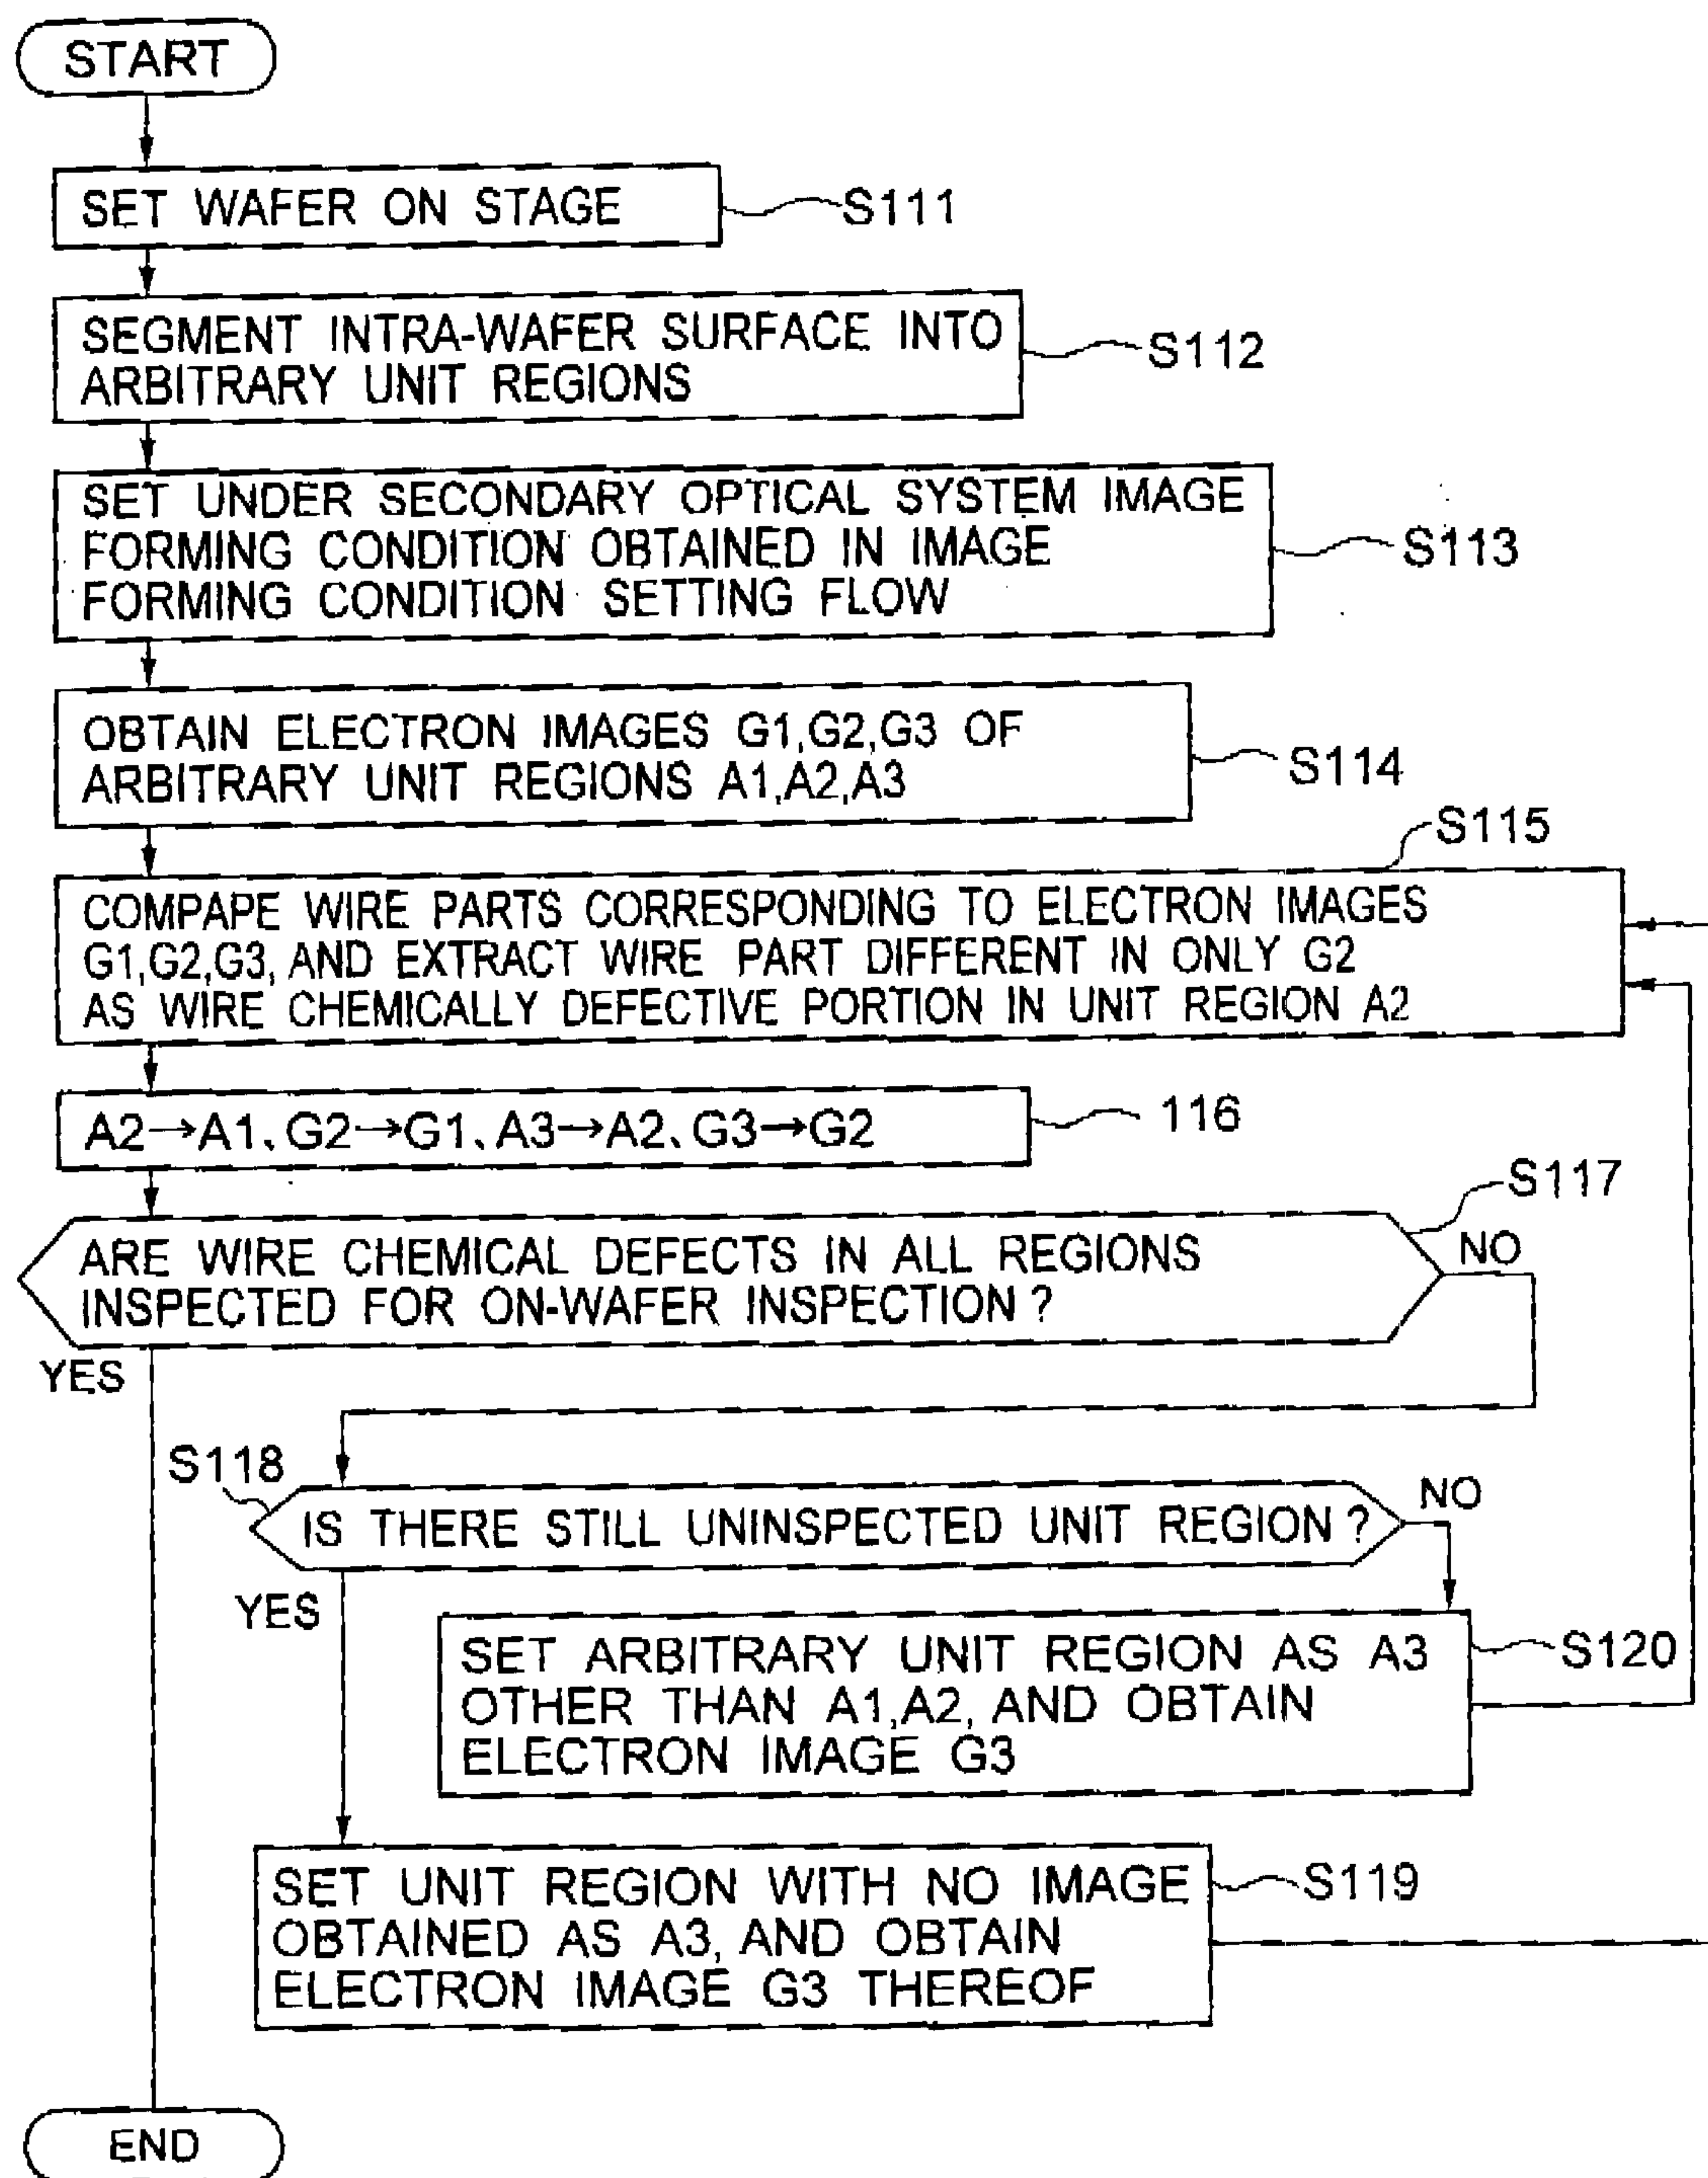 START
SET WAFER ON STAGE
S111
SEGMENT INTRA-WAFER SURFACE INTO
ARBITRARY UNIT REGIONS
S112
SET UNDER SECONDARY OPTICAL SYSTEM IMAGE
FORMING CONDITION OBTAINED IN IMAGE
FORMING CONDITION SETTING FLOW
S113
OBTAIN ELECTRON IMAGES G1,G2,G3 OF
ARBITRARY UNIT REGIONS A1,A2,A3
S114
S115
COMPAPE WIRE PARTS CORRESPONDING TO ELECTRON IMAGES
G1,G2,G3, AND EXTRACT WIRE PART DIFFERENT IN ONLY G2
AS WIRE CHEMICALLY DEFECTIVE PORTION IN UNIT REGION A2
A2→A1、G2→G1、A3→A2、G3→G2
116
S117
ARE WIRE CHEMICAL DEFECTS IN ALL REGIONS
INSPECTED FOR ON-WAFER INSPECTION ?
NO
YES
S118
IS THERE STILL UNINSPECTED UNIT REGION ?
NO
YES
SET ARBITRARY UNIT REGION AS A3
OTHER THAN A1,A2, AND OBTAIN
ELECTRON IMAGE G3
S120
SET UNIT REGION WITH NO IMAGE
OBTAINED AS A3, AND OBTAIN
ELECTRON IMAGE G3 THEREOF
S119
END